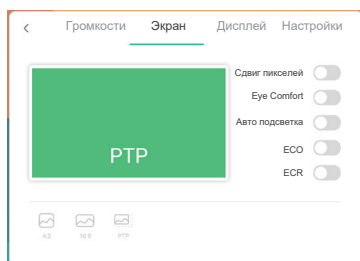 Громкости Экран Дисплей Настройки
Сдвиг пикселей
Eye Comfort
Авто подсветка
PTP
ECO
ECR
4:3 16:9 PTP